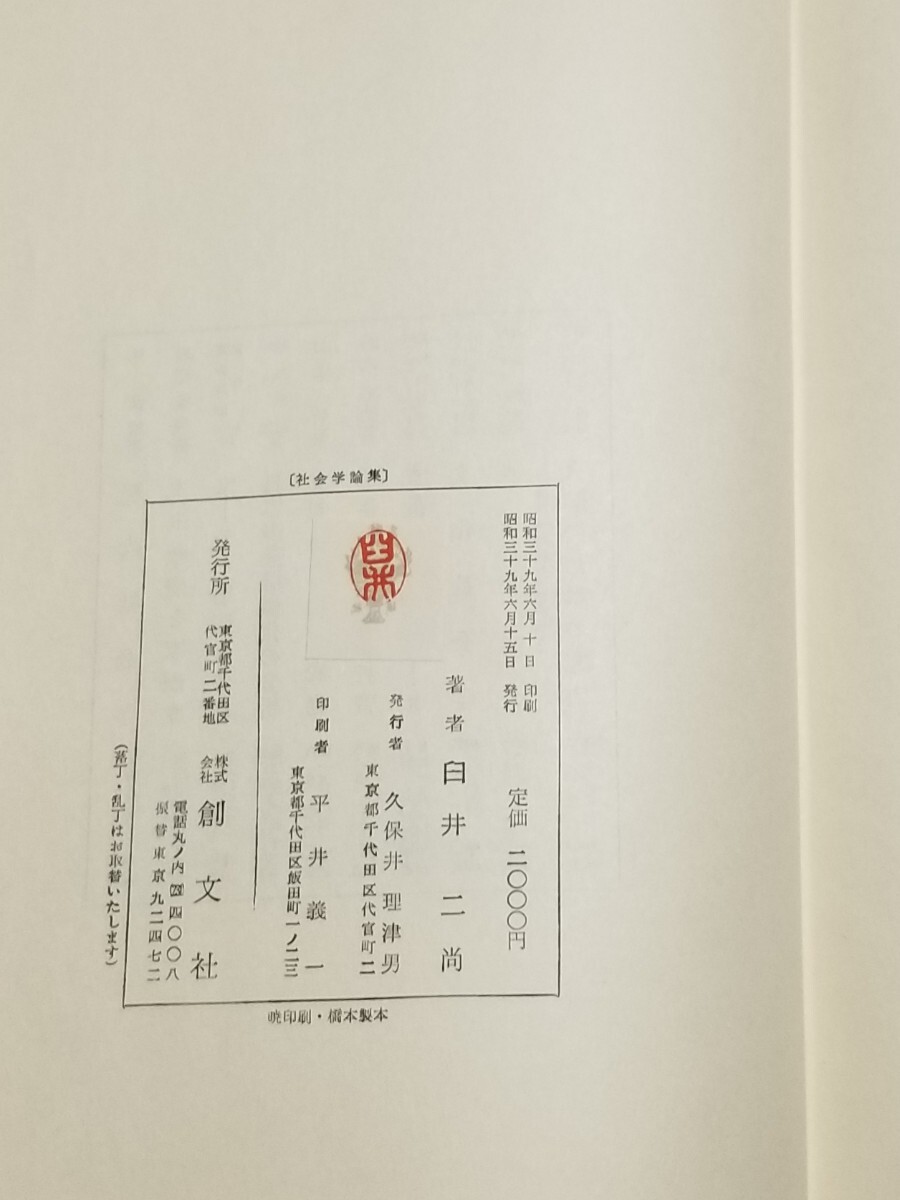 〔社会学論集〕
昭和三十九年六月十日 印刷
昭和三十九年六月十五日 発行
定価 二〇〇〇円
著者 臼井二尚
発行者 久保井理津男
東京都千代田区代官町二
臼井
印刷者 平井義一
東京都千代田区飯田町一ノ二三
発行所 東京都千代田区
代官町二番地
株式
会社 創文社
電話丸ノ内 四〇〇八
振替東京九二四七二
(落丁・乱丁はお取替いたします)
暁印刷・橋本製本